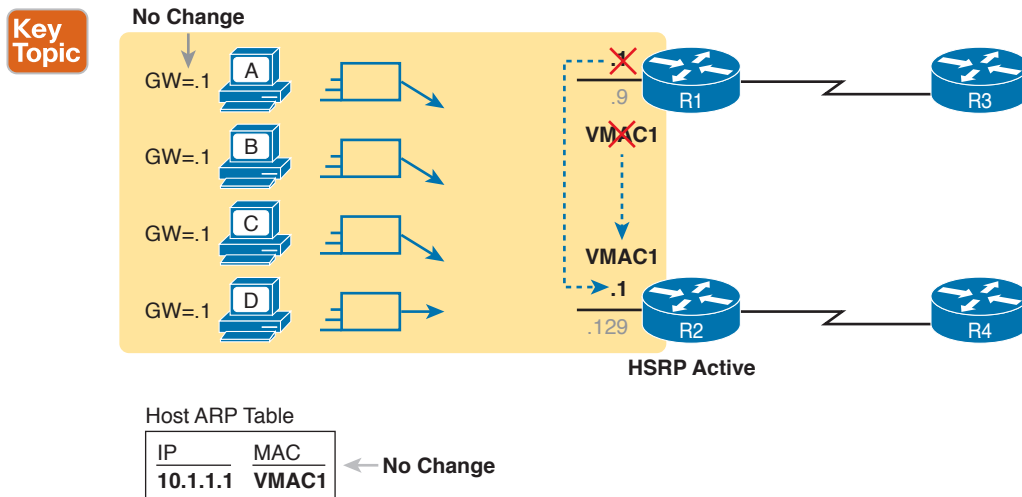 Key
Topic
No Change
GW=.1
A
GW=.1
B
GW=.1
C
GW=.1
D
.1
.9
VMAC1
R1
R3
VMAC1
.1
.129
R2
R4
HSRP Active
Host ARP Table
IP MAC
10.1.1.1 VMAC1
No Change